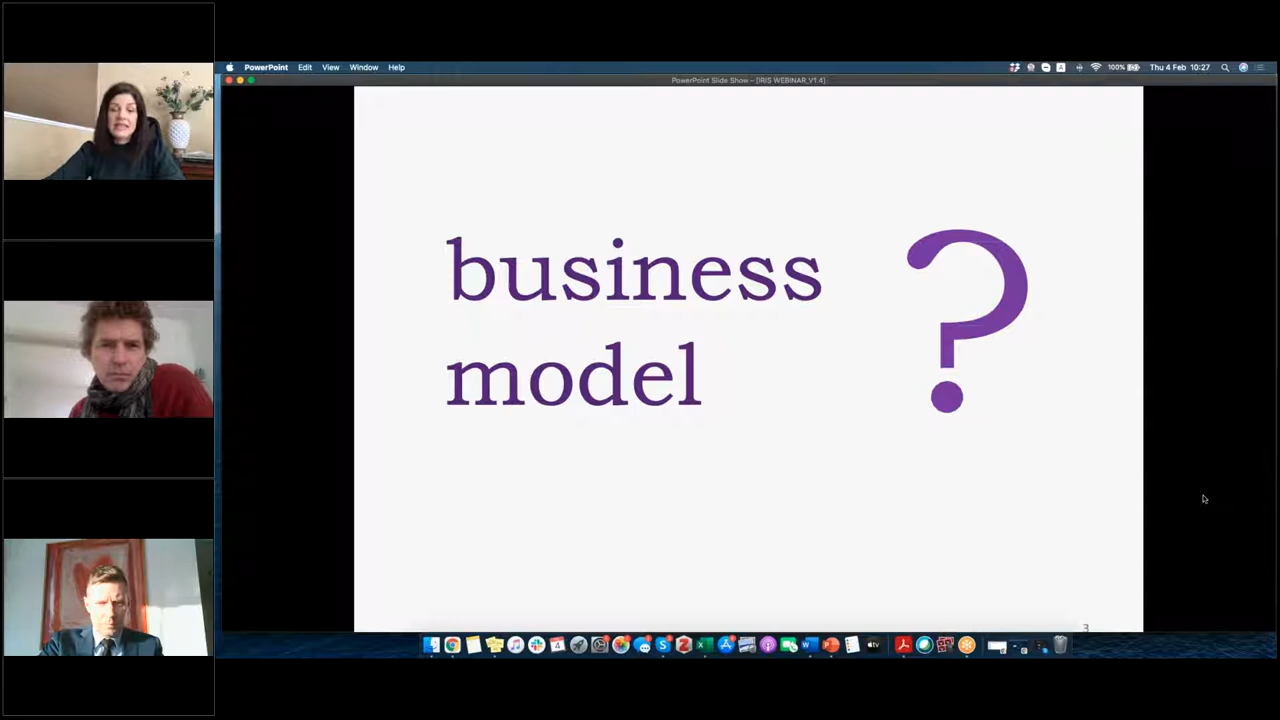 PowerPoint Edit View Window Help
100% Thu 4 Feb 10:27
PowerPoint Slide Show – [IRIS WEBINAR_V1.4]
business
model
?
3